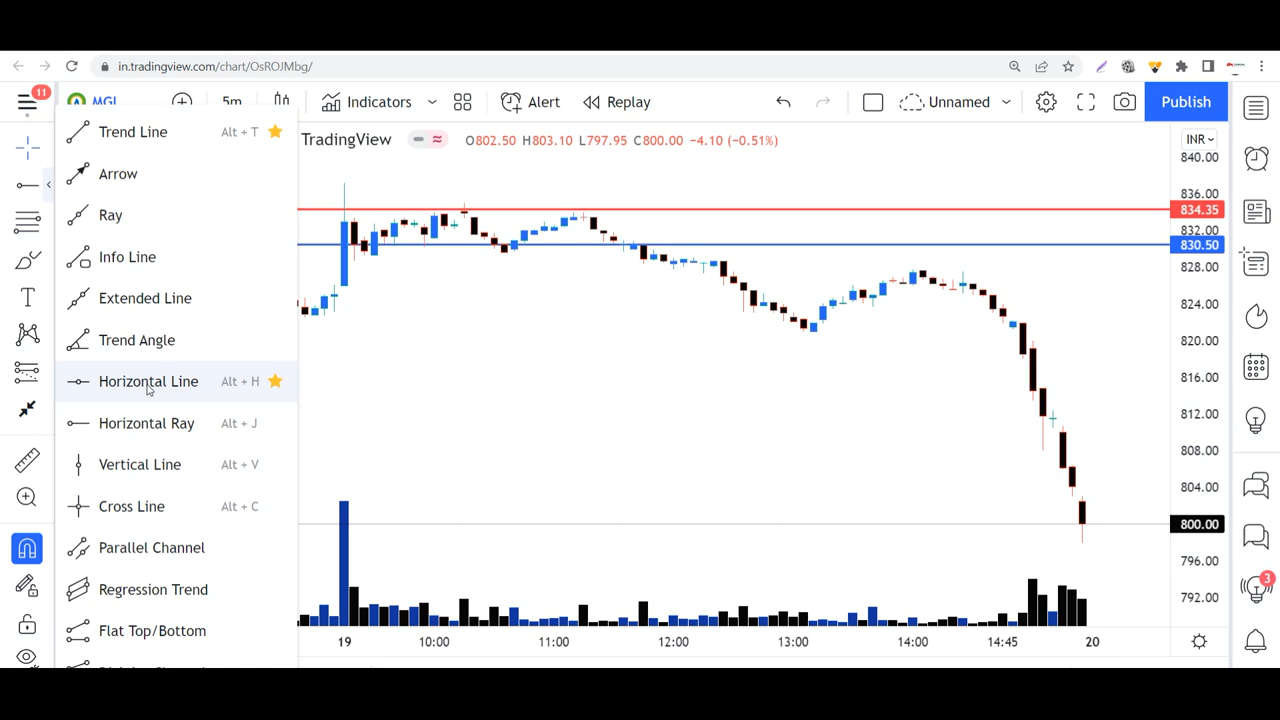 in.tradingview.com/chart/OsROJMbg/
11
MGL
5m
Indicators
Alert
Replay
Unnamed
Publish
Trend Line Alt + T
TradingView O802.50 H803.10 L797.95 C800.00 −4.10 (−0.51%)
INR
Arrow
Ray
Info Line
Extended Line
Trend Angle
Horizontal Line Alt + H
Horizontal Ray Alt + J
Vertical Line Alt + V
Cross Line Alt + C
Parallel Channel
Regression Trend
Flat Top/Bottom
840.00
836.00
834.35
832.00
830.50
828.00
824.00
820.00
816.00
812.00
808.00
804.00
800.00
796.00
792.00
3
19 10:00 11:00 12:00 13:00 14:00 14:45 20